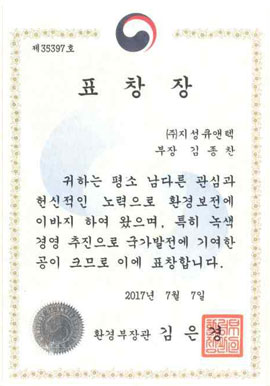 제35397호
표 창 장
(주)지성유앤텍
부장 김종찬
귀하는 평소 남다른 관심과
헌신적인 노력으로 환경보전에
이바지 하여 왔으며, 특히 녹색
경영 추진으로 국가발전에 기여한
공이 크므로 이에 표창합니다.
2017년 7월 7일
환경부장관 김은경